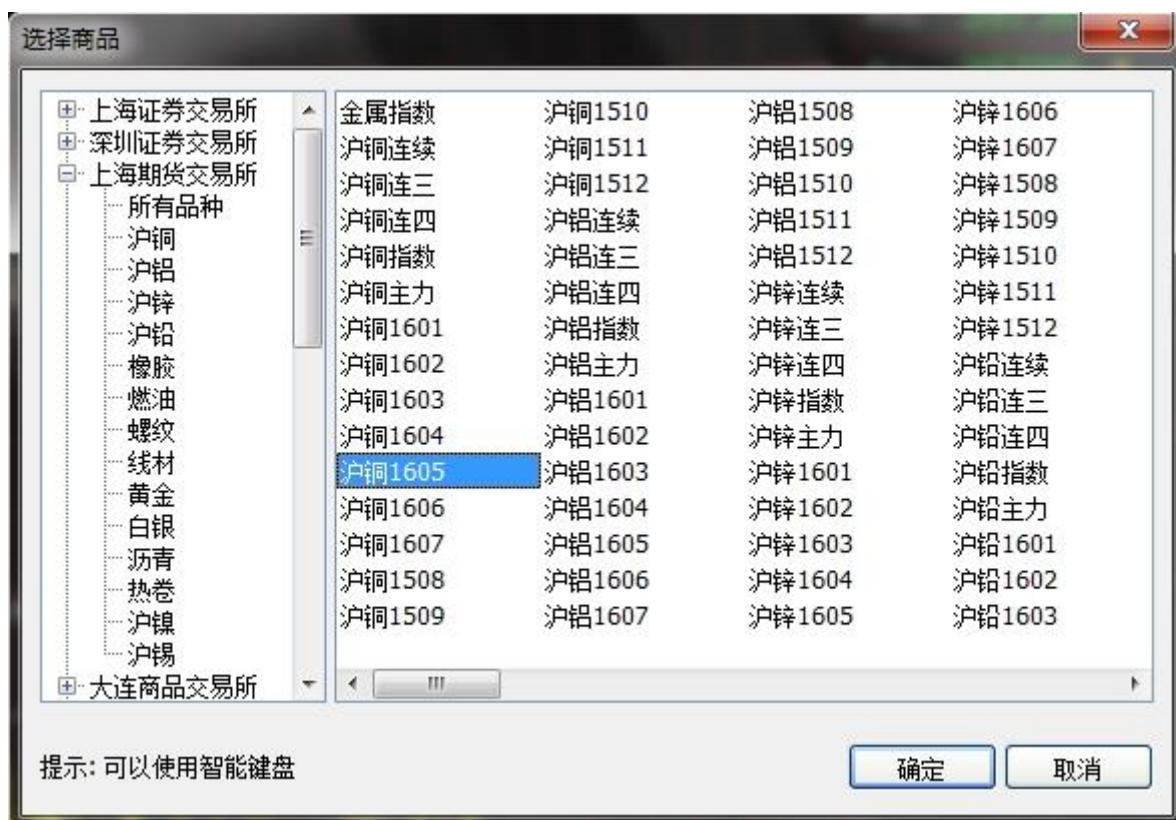 选择商品
上海证券交易所
深圳证券交易所
上海期货交易所
所有品种
沪铜
沪铝
沪锌
沪铅
橡胶
燃油
螺纹
线材
黄金
白银
沥青
热卷
沪镍
沪锡
大连商品交易所
金属指数
沪铜连续
沪铜连三
沪铜连四
沪铜指数
沪铜主力
沪铜1601
沪铜1602
沪铜1603
沪铜1604
沪铜1605
沪铜1606
沪铜1607
沪铜1508
沪铜1509
沪铜1510
沪铜1511
沪铜1512
沪铝连续
沪铝连三
沪铝连四
沪铝指数
沪铝主力
沪铝1601
沪铝1602
沪铝1603
沪铝1604
沪铝1605
沪铝1606
沪铝1607
沪铝1508
沪铝1509
沪铝1510
沪铝1511
沪铝1512
沪锌连续
沪锌连三
沪锌连四
沪锌指数
沪锌主力
沪锌1601
沪锌1602
沪锌1603
沪锌1604
沪锌1605
沪锌1606
沪锌1607
沪锌1508
沪锌1509
沪锌1510
沪锌1511
沪锌1512
沪铅连续
沪铅连三
沪铅连四
沪铅指数
沪铅主力
沪铅1601
沪铅1602
沪铅1603
提示: 可以使用智能键盘
确定
取消